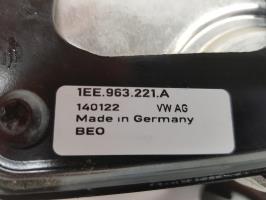 1EE.963.221.A
140122 VW AG
Made in Germany
BEO